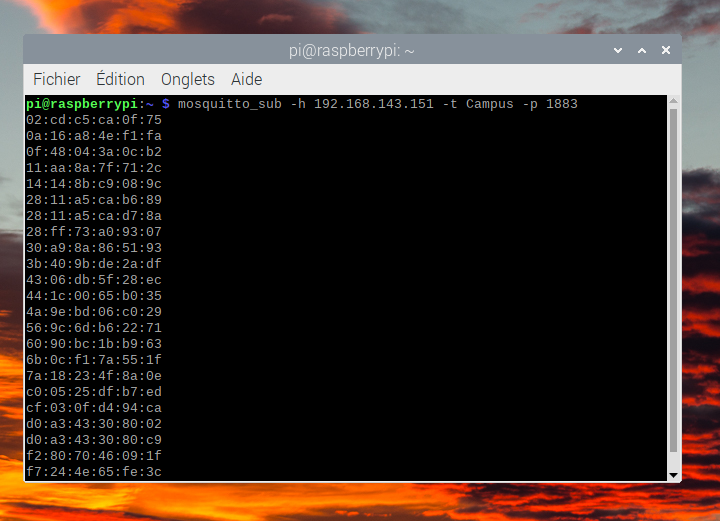 pi@raspberrypi: ~
Fichier Édition Onglets Aide
pi@raspberrypi:~ $ mosquitto_sub -h 192.168.143.151 -t Campus -p 1883
02:cd:c5:ca:0f:75
0a:16:a8:4e:f1:fa
0f:48:04:3a:0c:b2
11:aa:8a:7f:71:2c
14:14:8b:c9:08:9c
28:11:a5:ca:b6:89
28:11:a5:ca:d7:8a
28:ff:73:a0:93:07
30:a9:8a:86:51:93
3b:40:9b:de:2a:df
43:06:db:5f:28:ec
44:1c:00:65:b0:35
4a:9e:bd:06:c0:29
56:9c:6d:b6:22:71
60:90:bc:1b:b9:63
6b:0c:f1:7a:55:1f
7a:18:23:4f:8a:0e
c0:05:25:df:b7:ed
cf:03:0f:d4:94:ca
d0:a3:43:30:80:02
d0:a3:43:30:80:c9
f2:80:70:46:09:1f
f7:24:4e:65:fe:3c